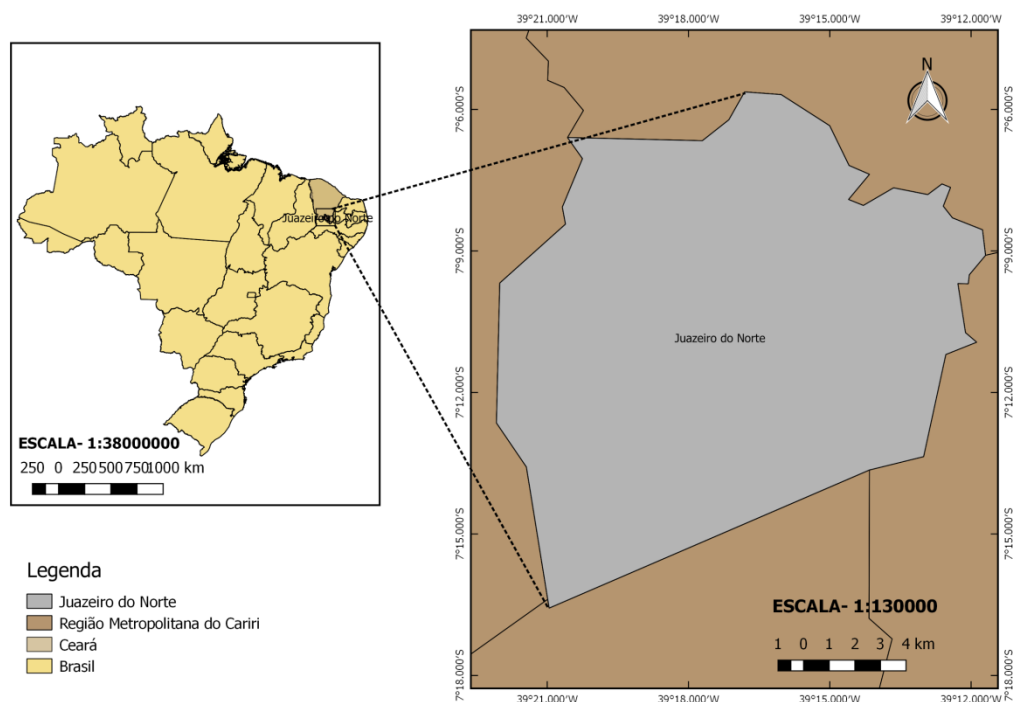 39°21.000'W 39°18.000'W 39°15.000'W 39°12.000'W
N
7°6.000'S 7°6.000'S
Juazeiro do Norte
7°9.000'S 7°9.000'S
Juazeiro do Norte
7°12.000'S 7°12.000'S
ESCALA- 1:38000000
250 0 250 500 750 1000 km
7°15.000'S 7°15.000'S
Legenda
Juazeiro do Norte
Região Metropolitana do Cariri
Ceará
Brasil
ESCALA- 1:130000
1 0 1 2 3 4 km
7°18.000'S 7°18.000'S
39°21.000'W 39°18.000'W 39°15.000'W 39°12.000'W